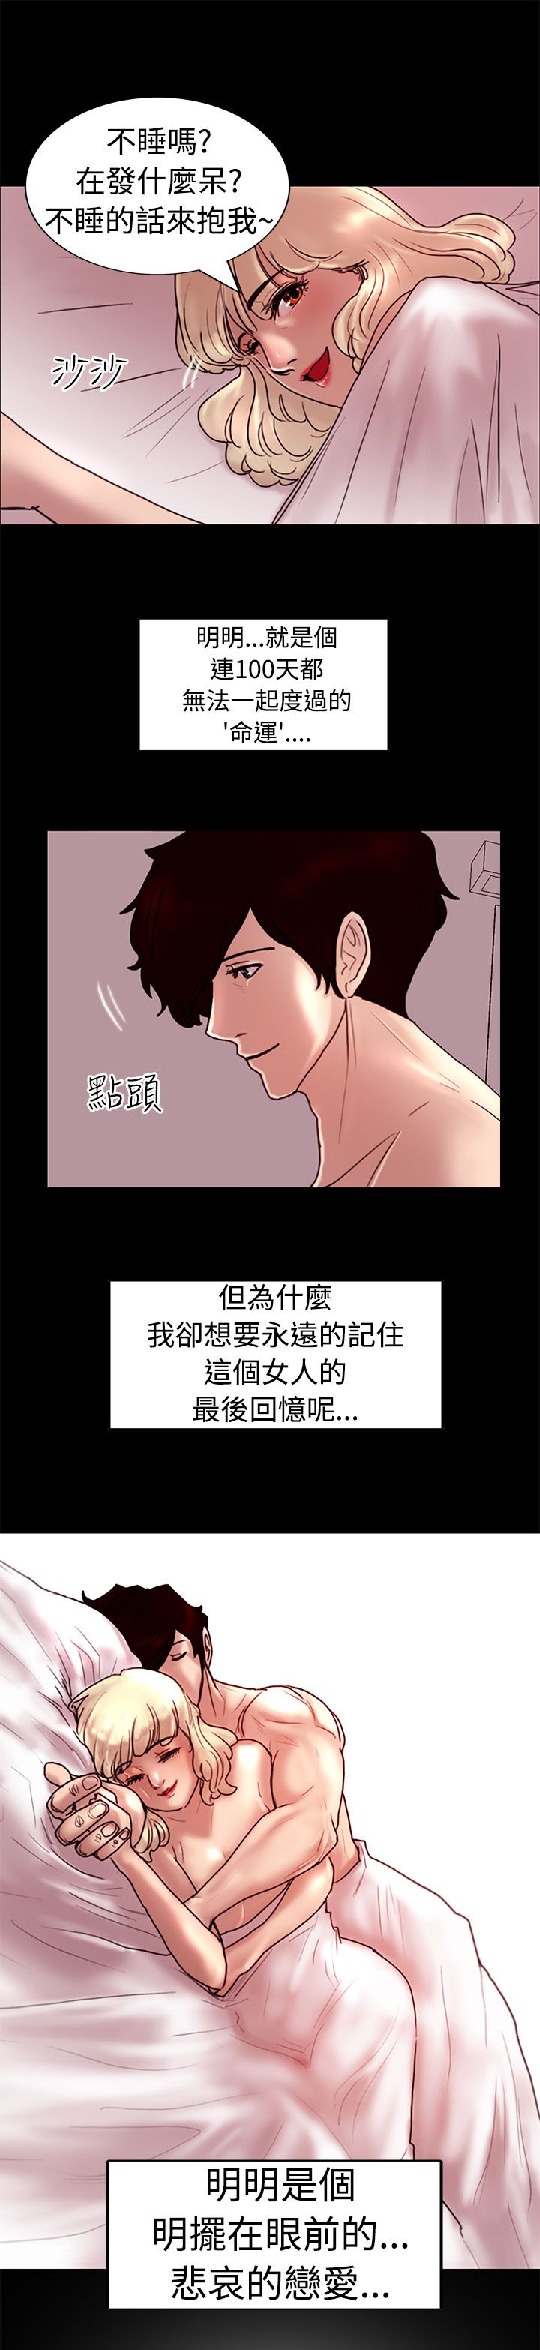 不睡嗎?
在發什麼呆?
不睡的話來抱我~
沙沙
明明...就是個
連100天都
無法一起度過的
'命運'....
點頭
但為什麼
我卻想要永遠的記住
這個女人的
最後回憶呢...
明明是個
明擺在眼前的...
悲哀的戀愛...